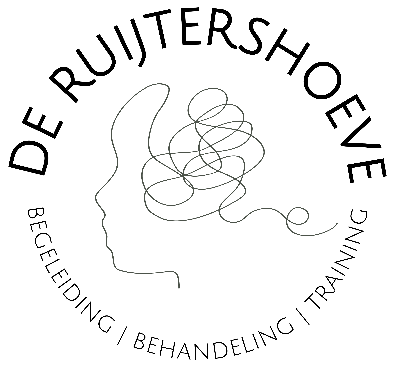 DE RUIJTERSHOEVE
BEGELEIDING | BEHANDELING | TRAINING